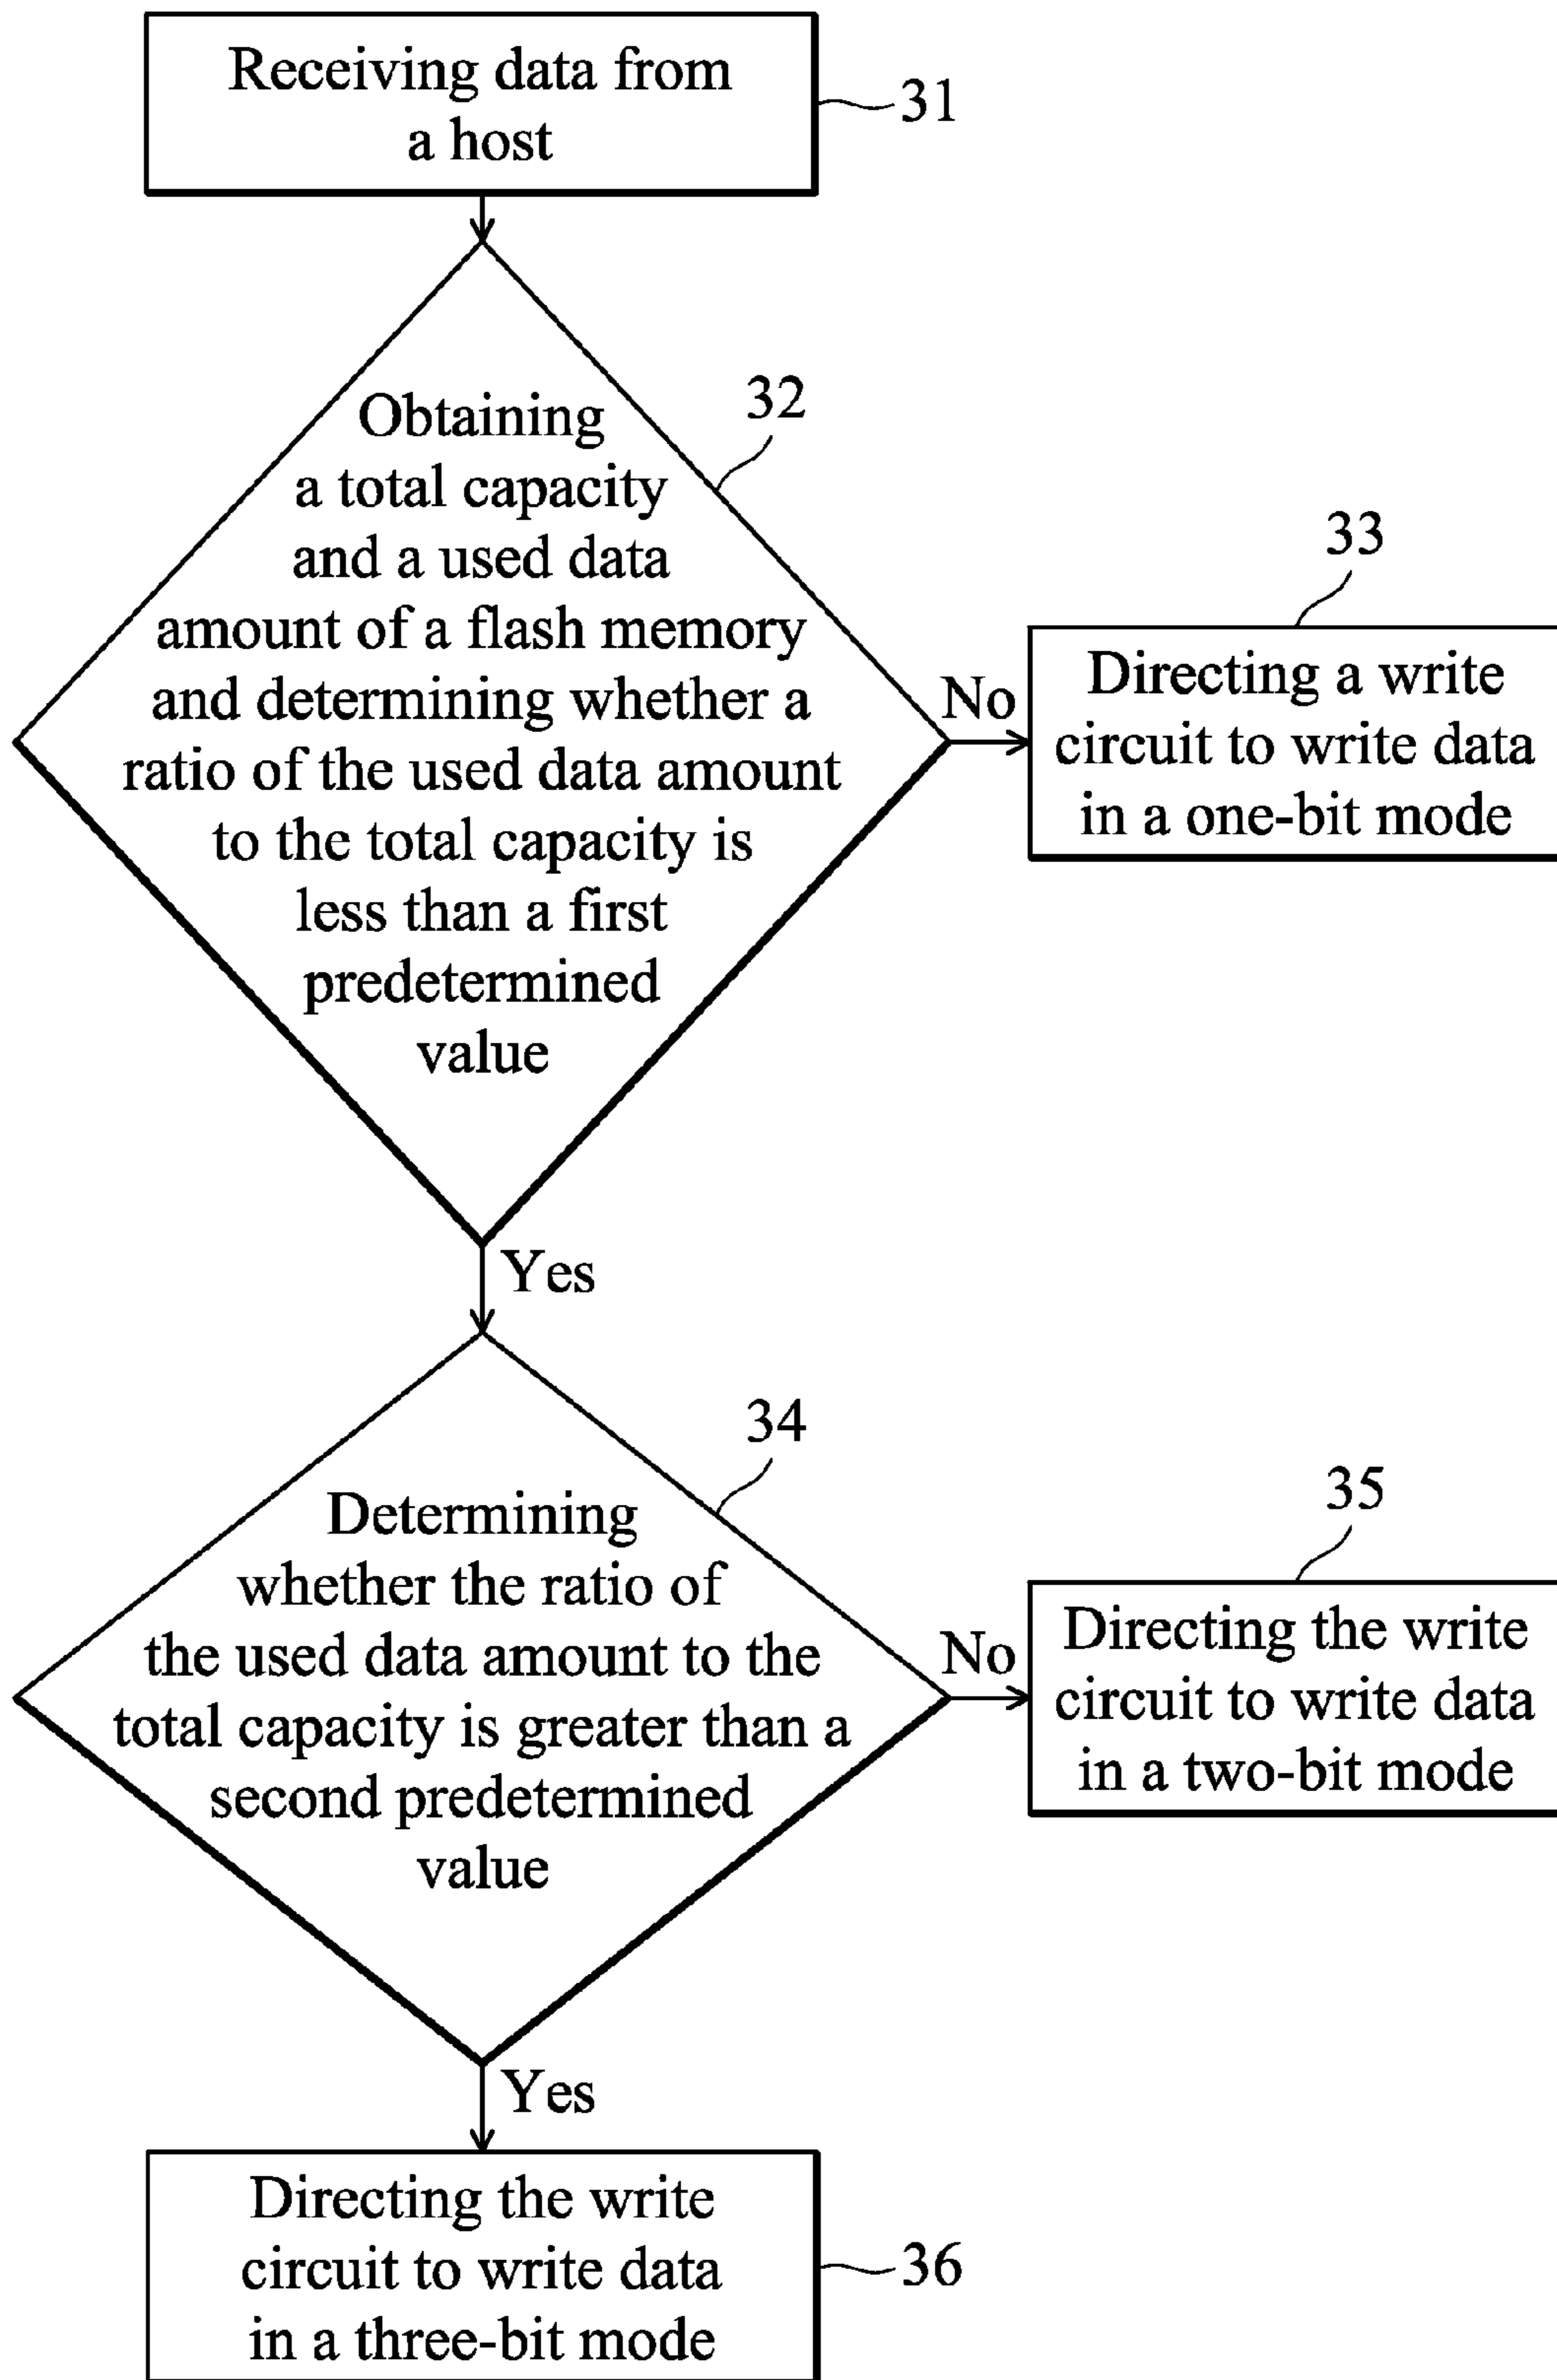 Receiving data from
a host
31
Obtaining
a total capacity
and a used data
amount of a flash memory
and determining whether a
ratio of the used data amount
to the total capacity is
less than a first
predetermined
value
32
No
33
Directing a write
circuit to write data
in a one-bit mode
Yes
Determining
whether the ratio of
the used data amount to the
total capacity is greater than a
second predetermined
value
34
No
35
Directing the write
circuit to write data
in a two-bit mode
Yes
Directing the write
circuit to write data
in a three-bit mode
36